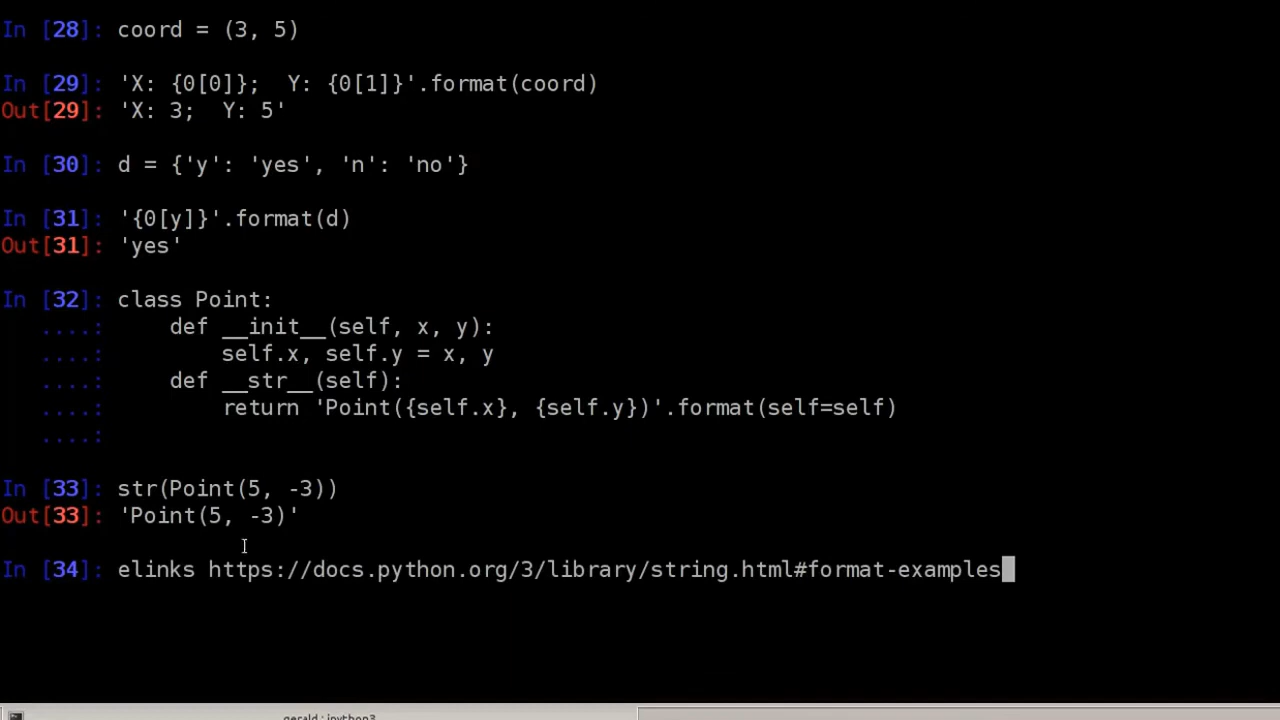 In [28]: coord = (3, 5)
In [29]: 'X: {0[0]};  Y: {0[1]}'.format(coord)
Out[29]: 'X: 3;  Y: 5'
In [30]: d = {'y': 'yes', 'n': 'no'}
In [31]: '{0[y]}'.format(d)
Out[31]: 'yes'
In [32]: class Point:
   ....:     def __init__(self, x, y):
   ....:         self.x, self.y = x, y
   ....:     def __str__(self):
   ....:         return 'Point({self.x}, {self.y})'.format(self=self)
   ....:
In [33]: str(Point(5, -3))
Out[33]: 'Point(5, -3)'
In [34]: elinks https://docs.python.org/3/library/string.html#format-examples
gerald : ipython3